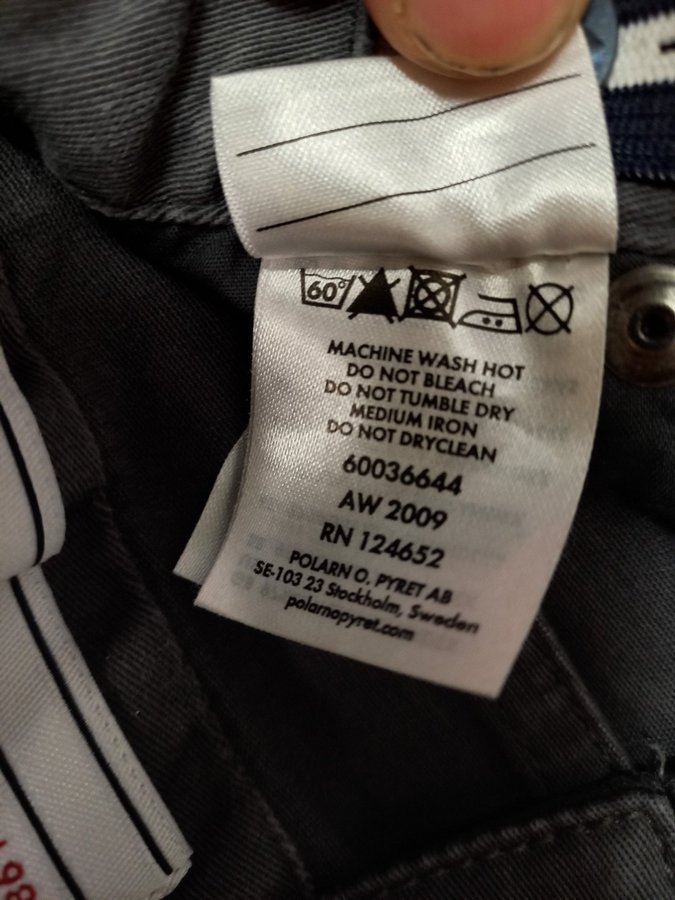 60°
MACHINE WASH HOT
DO NOT BLEACH
DO NOT TUMBLE DRY
MEDIUM IRON
DO NOT DRYCLEAN
60036644
AW 2009
RN 124652
POLARN O. PYRET AB
SE-103 23 Stockholm, Sweden
polarnopyret.com